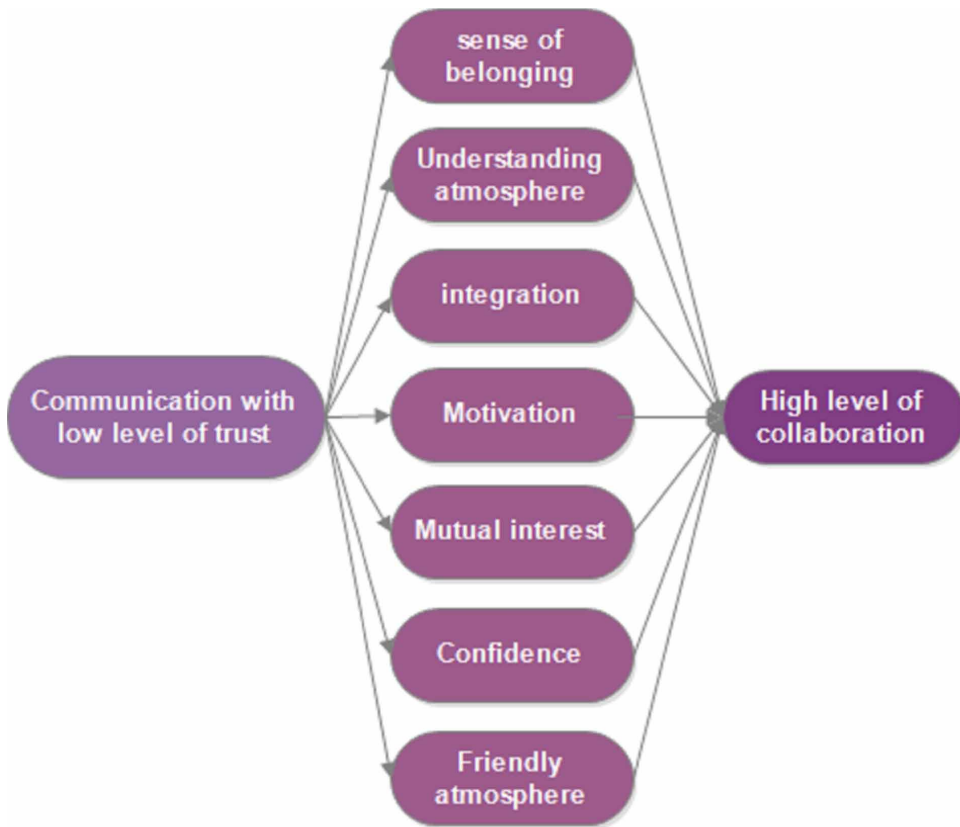 sense of
belonging
Understanding
atmosphere
integration
Communication with
low level of trust
Motivation
High level of
collaboration
Mutual interest
Confidence
Friendly
atmosphere